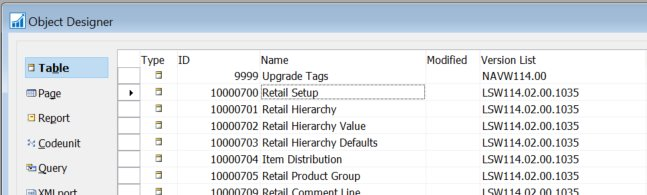 Object Designer
Type ID Name Modified Version List
Table 9999 Upgrade Tags NAVW114.00
Page 10000700 Retail Setup LSW114.02.00.1035
10000701 Retail Hierarchy LSW114.02.00.1035
Report 10000702 Retail Hierarchy Value LSW114.02.00.1035
Codeunit 10000703 Retail Hierarchy Defaults LSW114.02.00.1035
10000704 Item Distribution LSW114.02.00.1035
Query 10000705 Retail Product Group LSW114.02.00.1035
XMLport 10000709 Retail Comment Line LSW114.02.00.1035